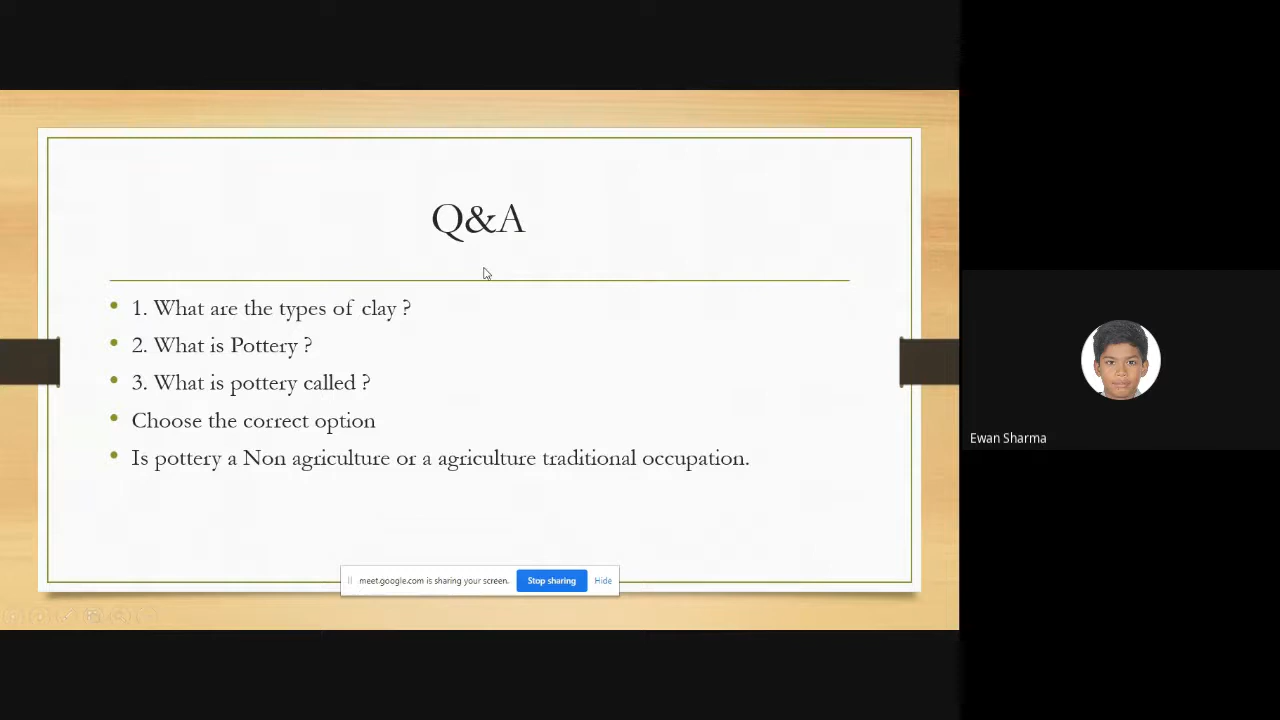 Q&A
1. What are the types of clay ?
2. What is Pottery ?
3. What is pottery called ?
Choose the correct option
Is pottery a Non agriculture or a agriculture traditional occupation.
meet.google.com is sharing your screen. Stop sharing Hide
Ewan Sharma